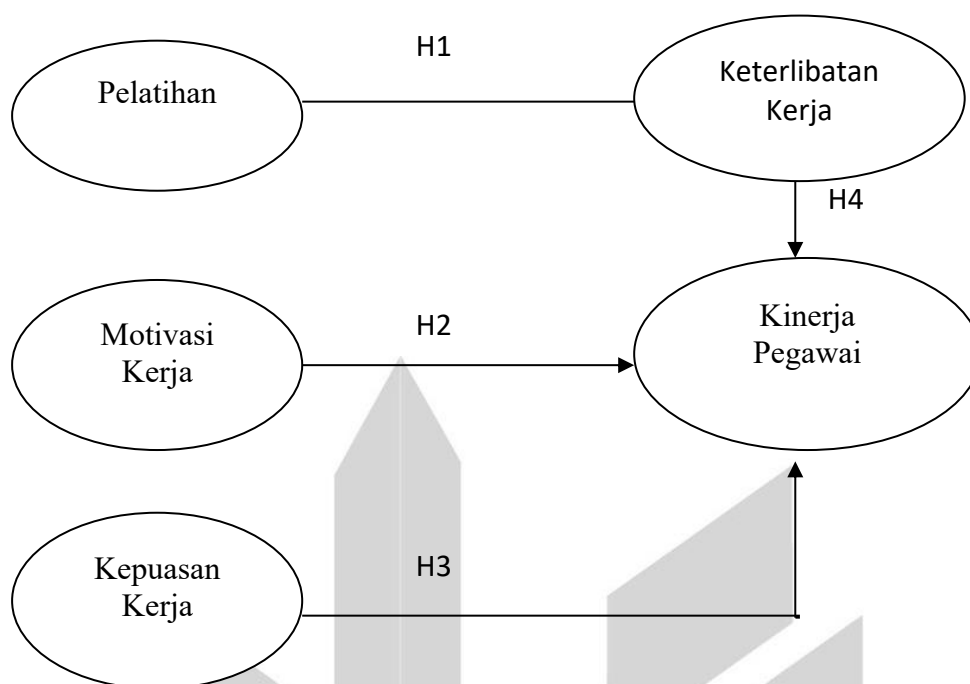 H1
Pelatihan
Keterlibatan
Kerja
H4
Motivasi
Kerja
H2
Kinerja
Pegawai
Kepuasan
Kerja
H3